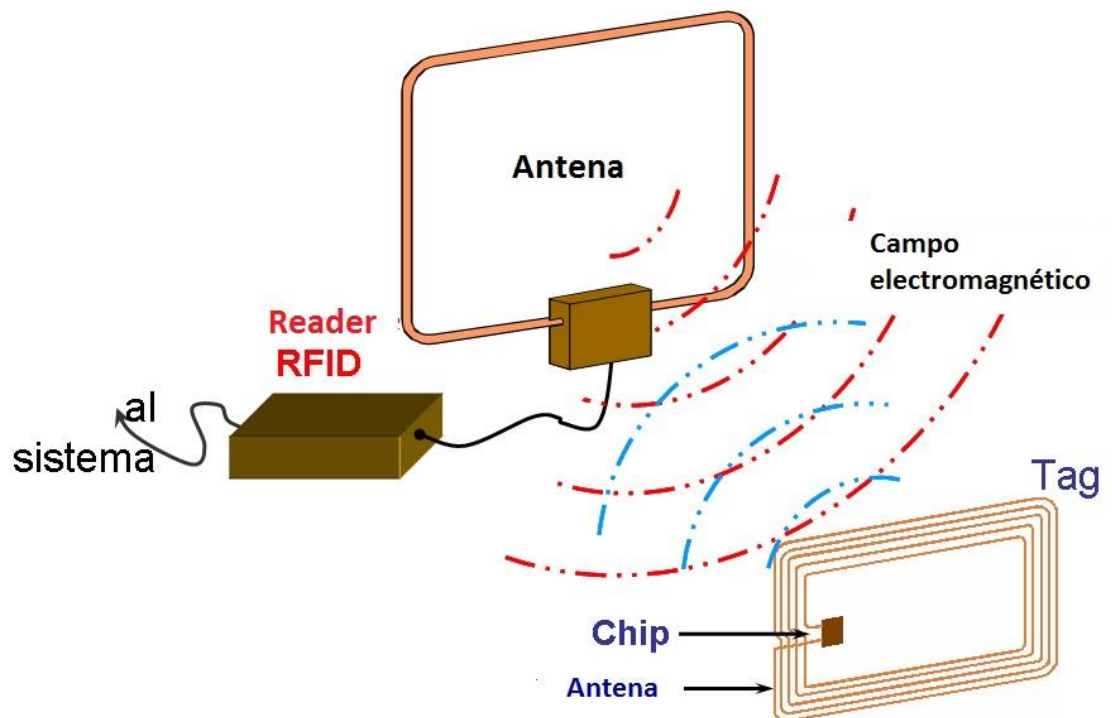 Antena
Campo
electromagnético
Reader
RFID
al
sistema
Tag
Chip
Antena